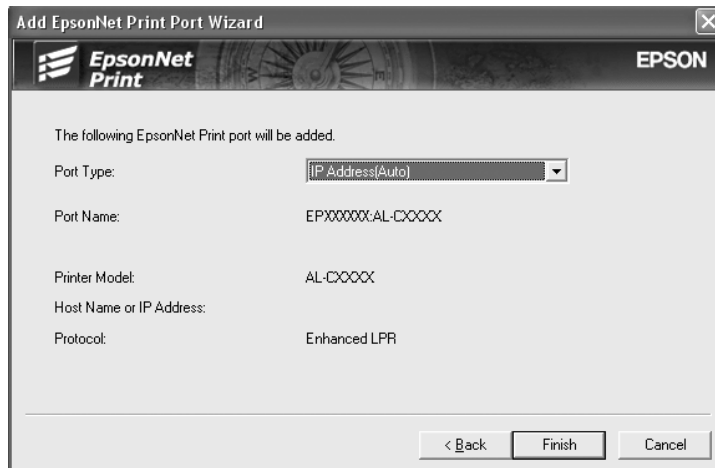 Add EpsonNet Print Port Wizard
EpsonNet
Print
EPSON
The following EpsonNet Print port will be added.
Port Type: IP Address(Auto)
Port Name: EPXXXXXX:AL-CXXXX
Printer Model: AL-CXXXX
Host Name or IP Address:
Protocol: Enhanced LPR
< Back Finish Cancel